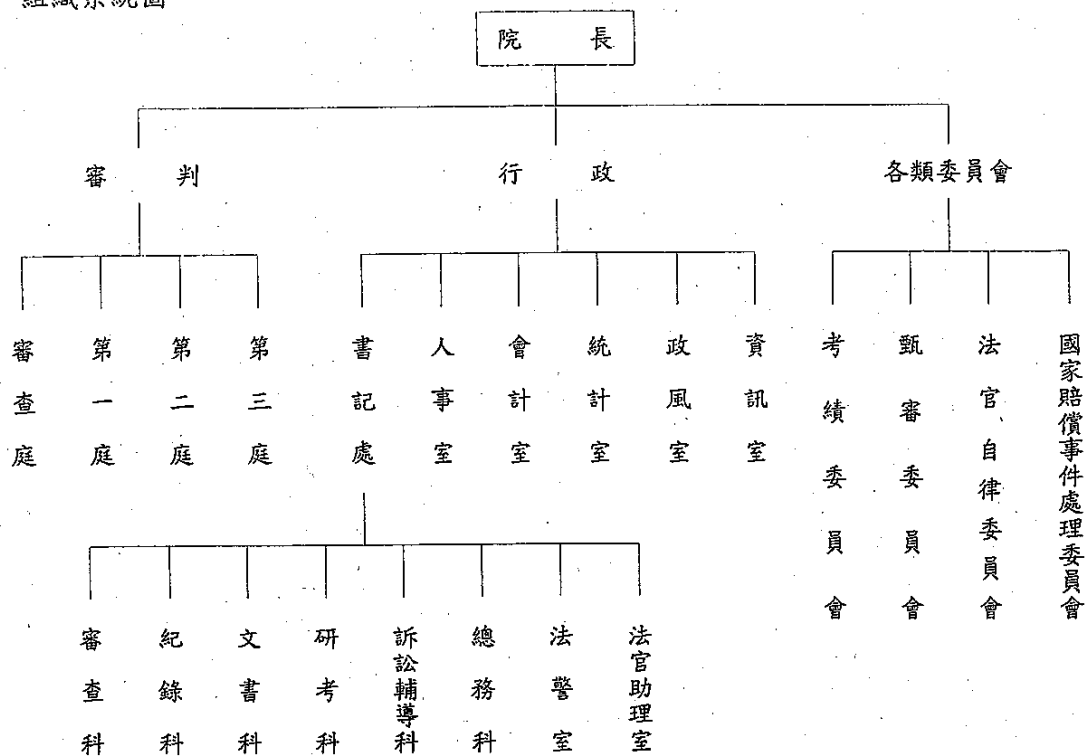 組織系統圖
院長
審判
行政
各類委員會
審查庭
第一庭
第二庭
第三庭
書記處
人事室
會計室
統計室
政風室
資訊室
考績委員會
甄審委員會
法官自律委員會
國家賠償事件處理委員會
審查科
紀錄科
文書科
研考科
訴訟輔導科
總務科
法警室
法官助理室